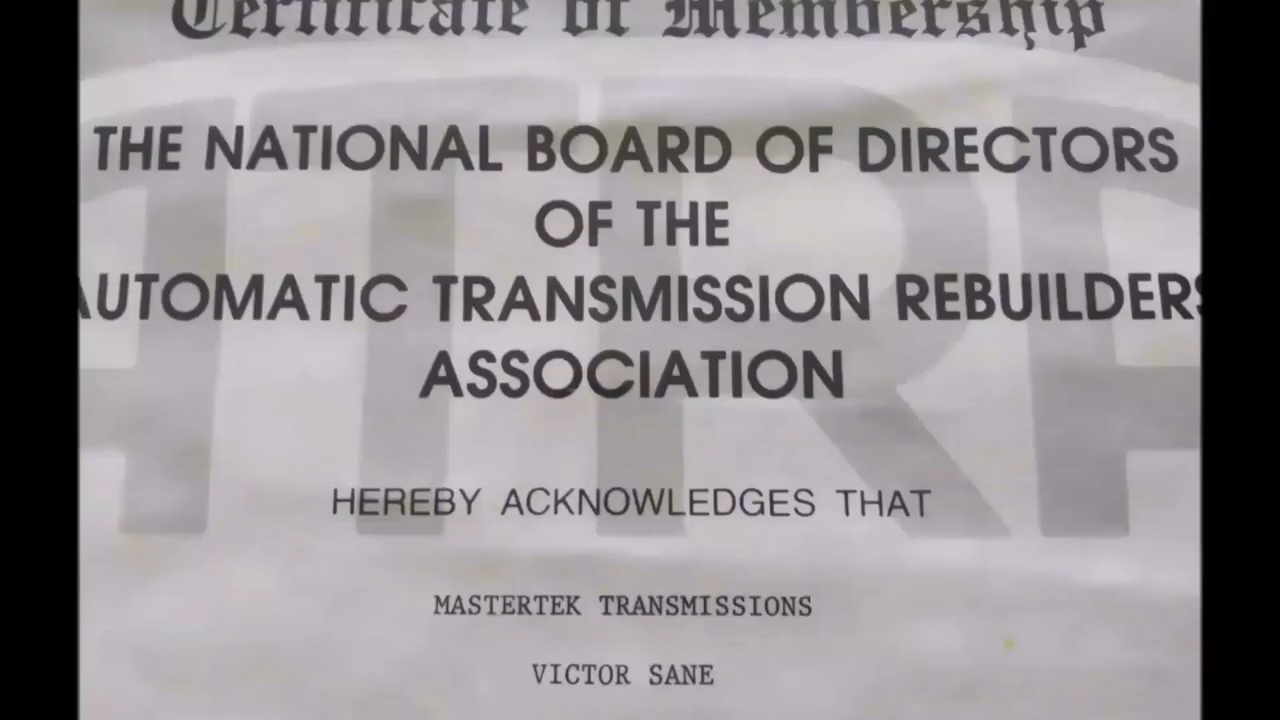 Certificate of Membership
THE NATIONAL BOARD OF DIRECTORS
OF THE
AUTOMATIC TRANSMISSION REBUILDERS
ASSOCIATION
HEREBY ACKNOWLEDGES THAT
MASTERTEK TRANSMISSIONS
VICTOR SANE
ATRA